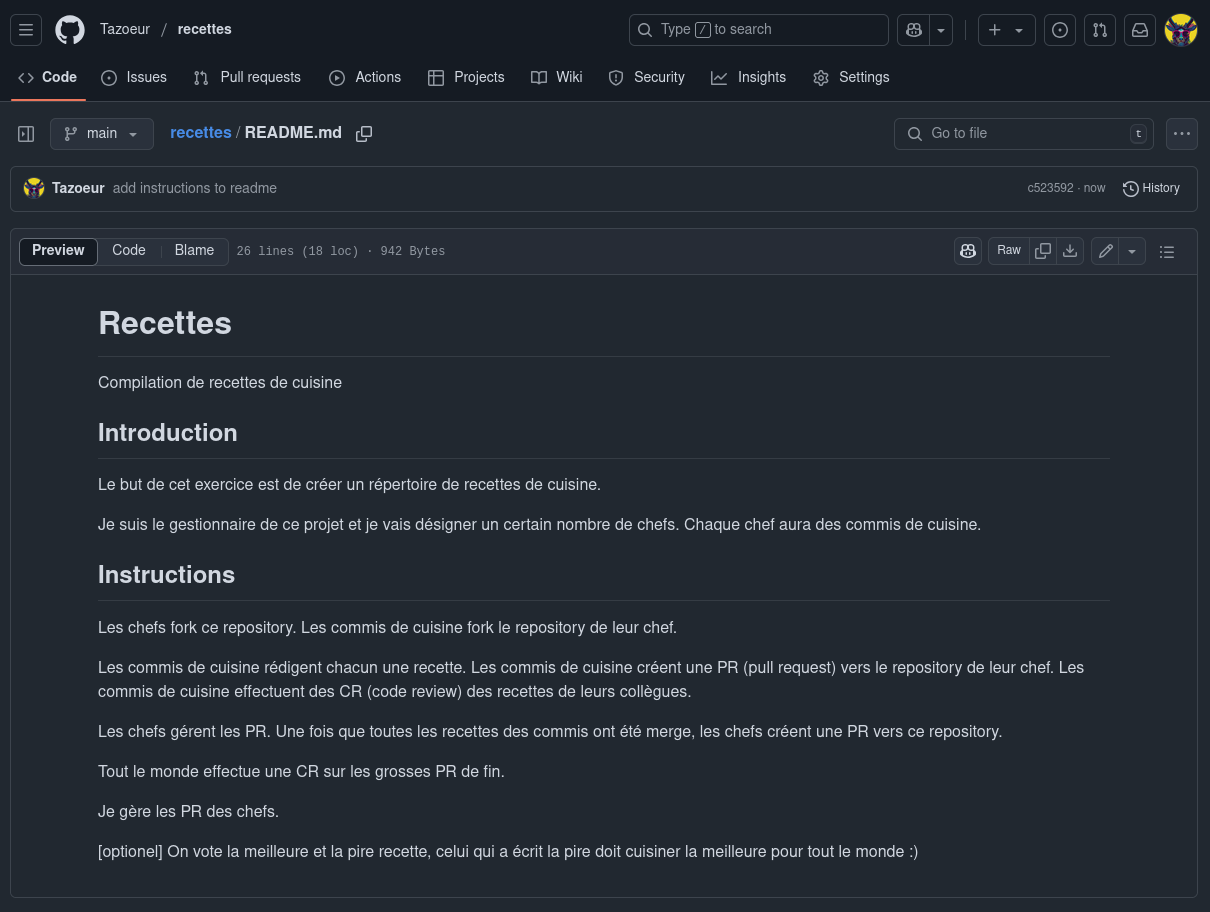 Tazoeur / recettes
Type / to search
Code
Issues
Pull requests
Actions
Projects
Wiki
Security
Insights
Settings
main
recettes / README.md
Go to file
t
Tazoeur add instructions to readme
c523592 · now
History
Preview
Code
Blame
26 lines (18 loc) · 942 Bytes
Raw
Recettes
Compilation de recettes de cuisine
Introduction
Le but de cet exercice est de créer un répertoire de recettes de cuisine.
Je suis le gestionnaire de ce projet et je vais désigner un certain nombre de chefs. Chaque chef aura des commis de cuisine.
Instructions
Les chefs fork ce repository. Les commis de cuisine fork le repository de leur chef.
Les commis de cuisine rédigent chacun une recette. Les commis de cuisine créent une PR (pull request) vers le repository de leur chef. Les
commis de cuisine effectuent des CR (code review) des recettes de leurs collègues.
Les chefs gérent les PR. Une fois que toutes les recettes des commis ont été merge, les chefs créent une PR vers ce repository.
Tout le monde effectue une CR sur les grosses PR de fin.
Je gère les PR des chefs.
[optionel] On vote la meilleure et la pire recette, celui qui a écrit la pire doit cuisiner la meilleure pour tout le monde :)